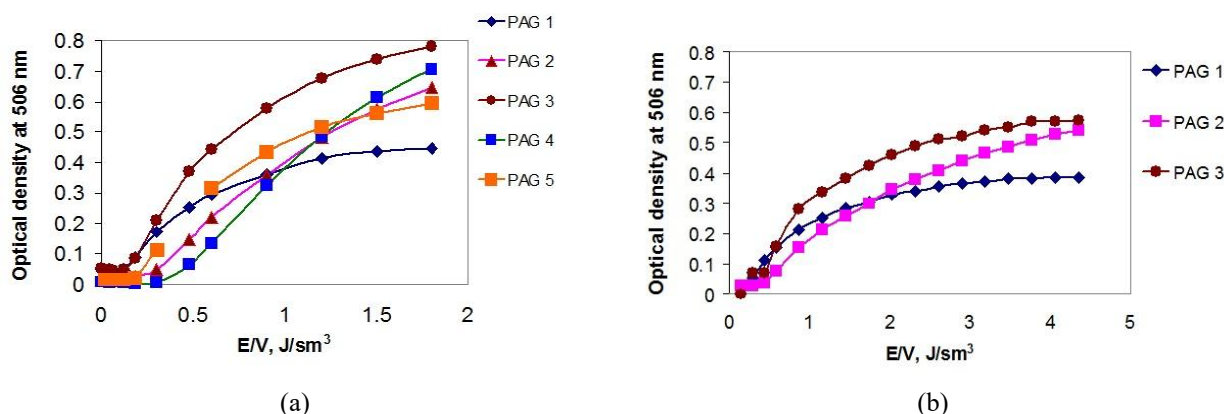 Optical density at 506 nm
0.8
0.7
0.6
0.5
0.4
0.3
0.2
0.1
0
0
0.5
1
1.5
2
E/V, J/sm³
PAG 1
PAG 2
PAG 3
PAG 4
PAG 5
(a)
Optical density at 506 nm
0.8
0.7
0.6
0.5
0.4
0.3
0.2
0.1
0
0
1
2
3
4
5
E/V, J/sm³
PAG 1
PAG 2
PAG 3
(b)